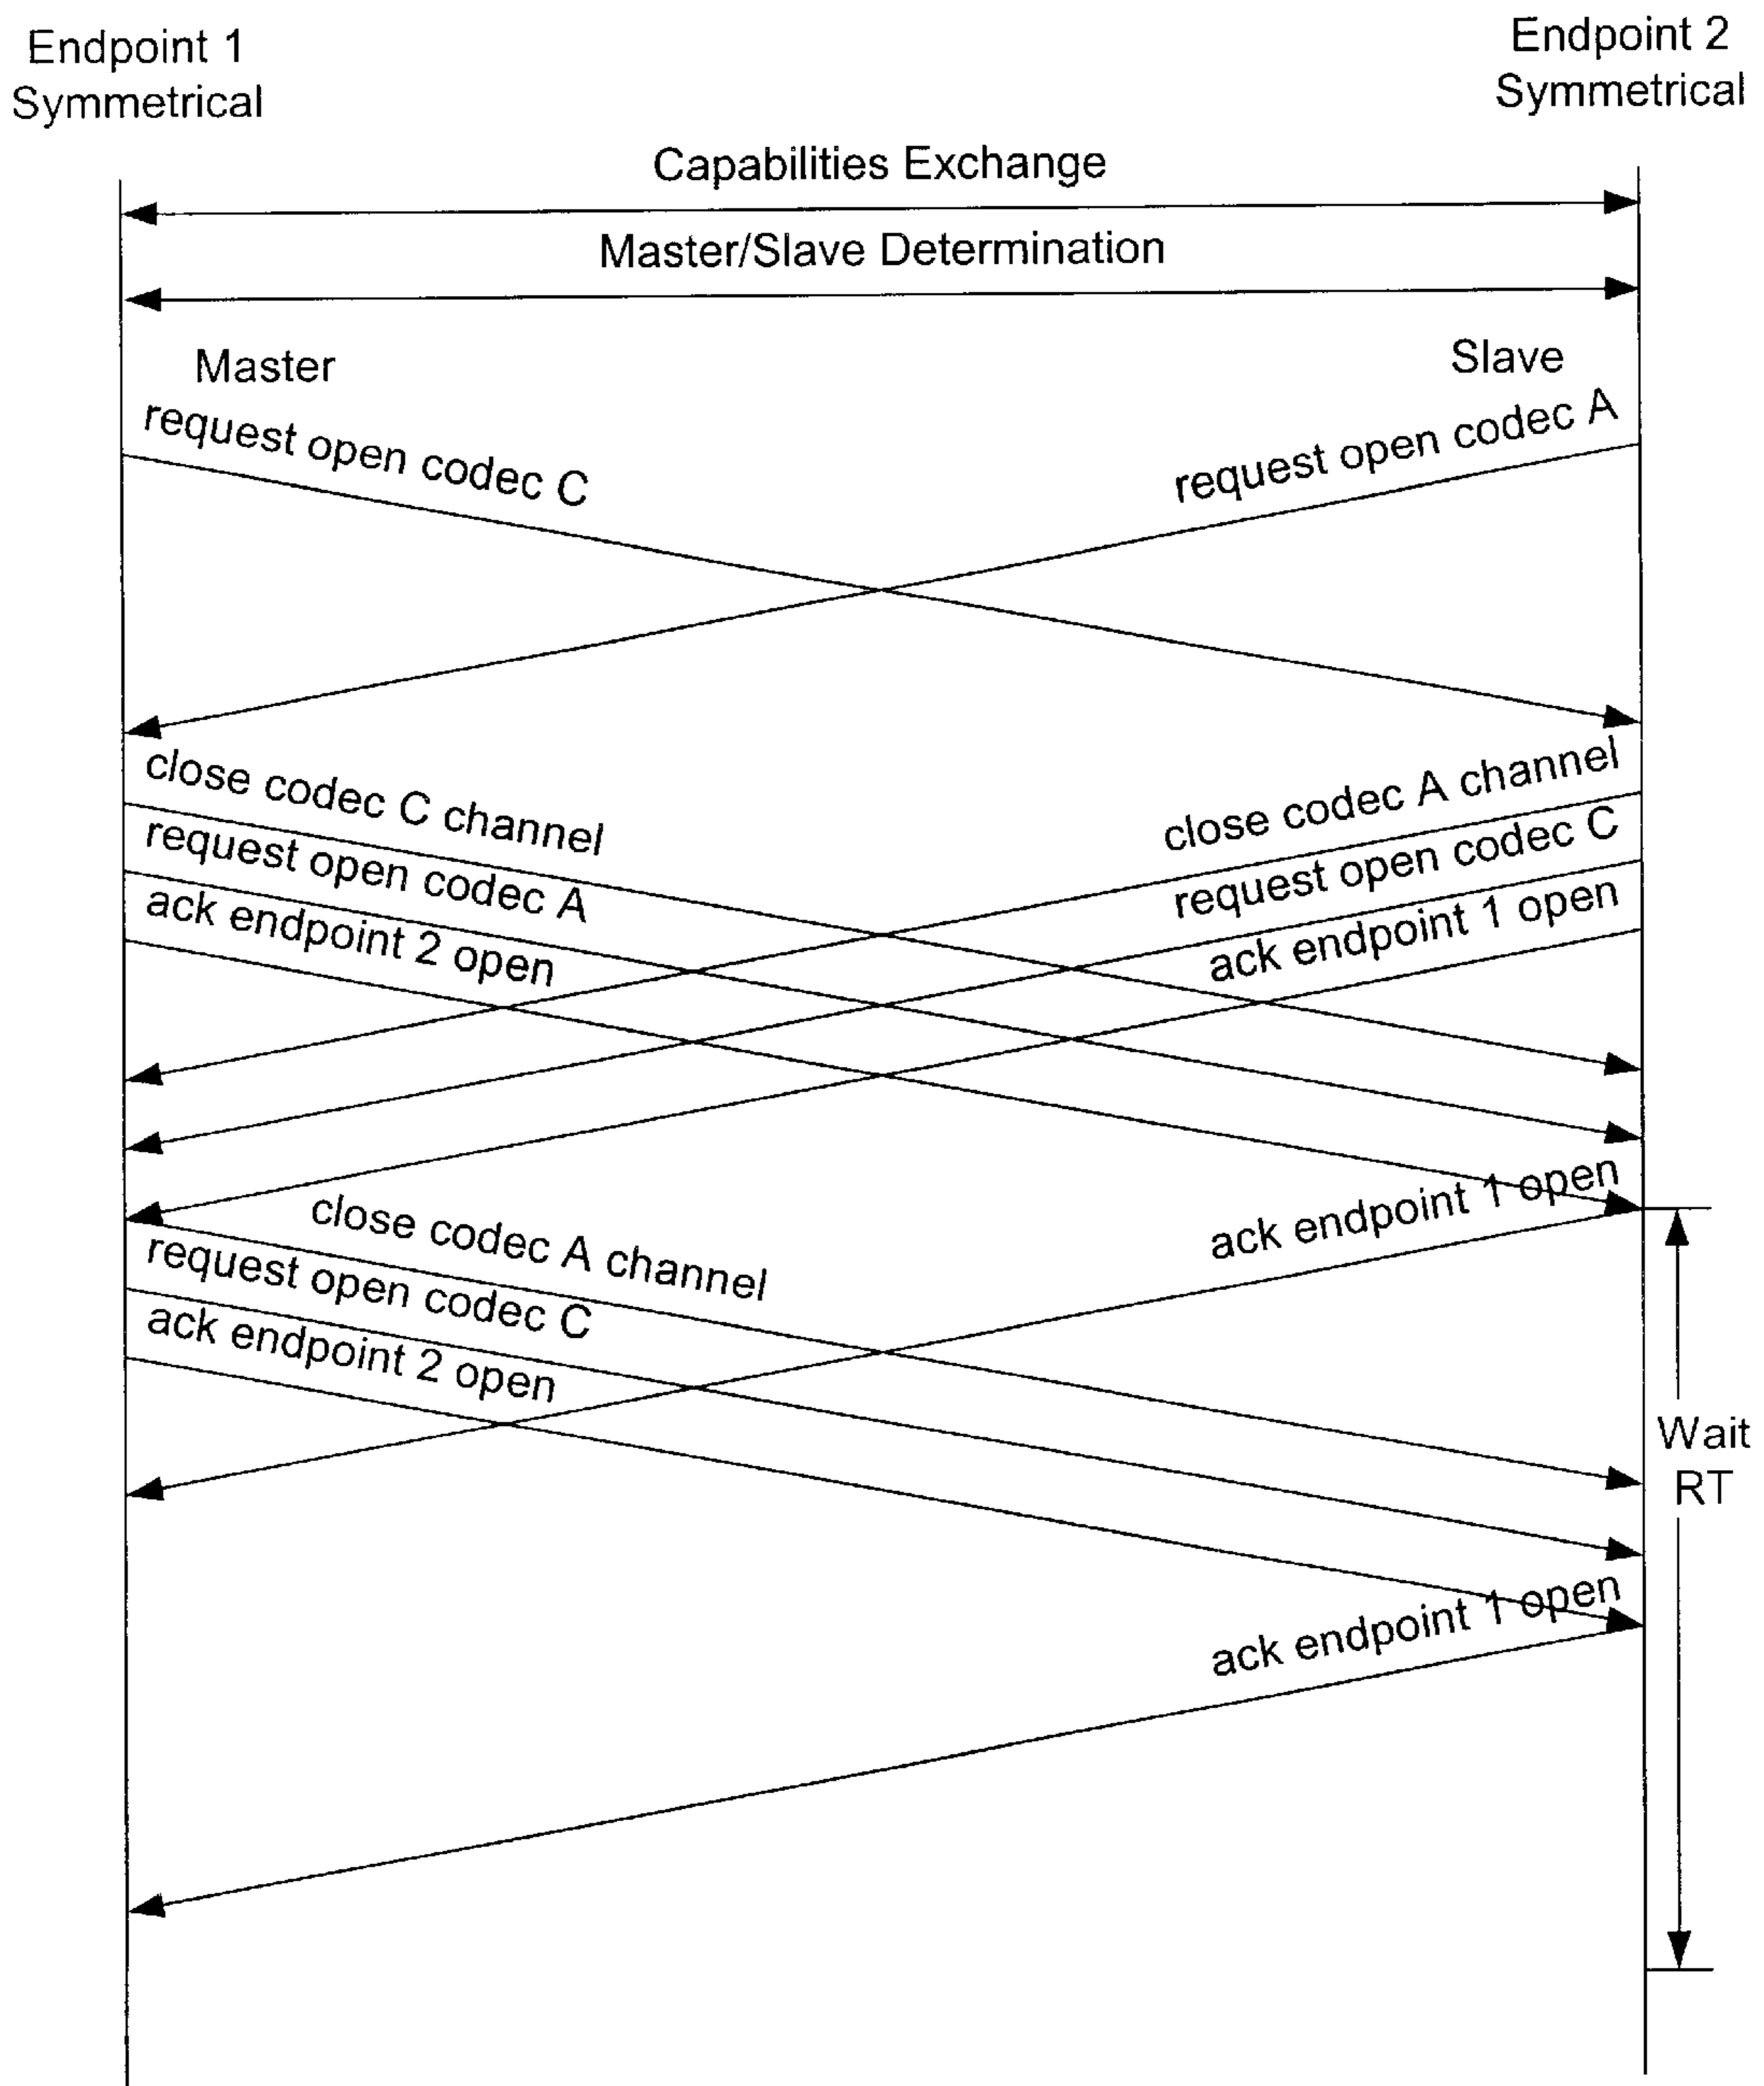 Endpoint 1
Symmetrical
Endpoint 2
Symmetrical
Capabilities Exchange
Master/Slave Determination
Master
Slave
request open codec C
request open codec A
close codec C channel
close codec A channel
request open codec A
request open codec C
ack endpoint 2 open
ack endpoint 1 open
close codec A channel
ack endpoint 1 open
request open codec C
ack endpoint 2 open
Wait
RT
ack endpoint 1 open